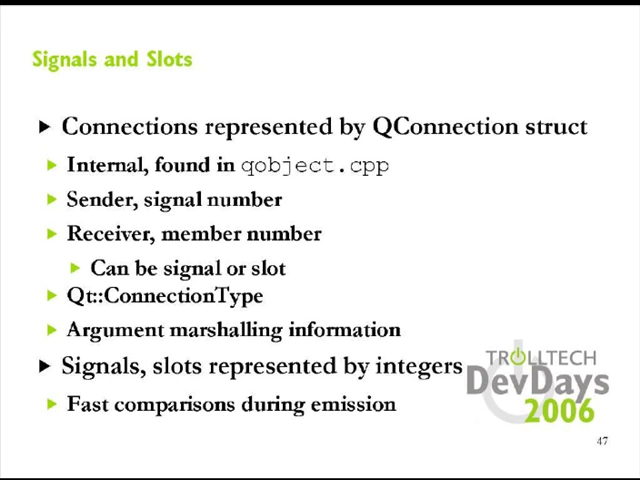 Signals and Slots
Connections represented by QConnection struct
Internal, found in qobject.cpp
Sender, signal number
Receiver, member number
Can be signal or slot
Qt::ConnectionType
Argument marshalling information
Signals, slots represented by integers
Fast comparisons during emission
TROLLTECH
DevDays
2006
47